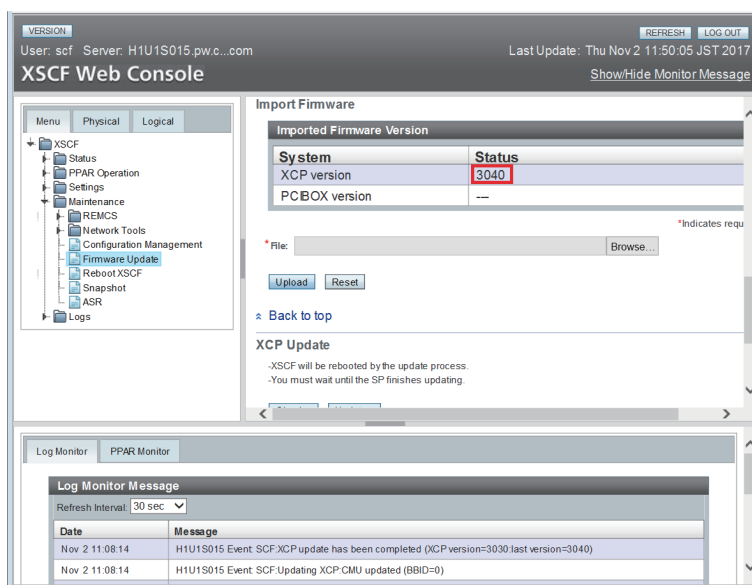 VERSION
REFRESH LOG OUT
User: scf Server: H1U1S015.pw.c...com
Last Update: Thu Nov 2 11:50:05 JST 2017
XSCF Web Console
Show/Hide Monitor Message
Menu Physical Logical
XSCF
Status
PPAR Operation
Settings
Maintenance
REMCS
Network Tools
Configuration Management
Firmware Update
Reboot XSCF
Snapshot
ASR
Logs
Import Firmware
Imported Firmware Version
System Status
XCP version 3040
PCIBOX version ---
*Indicates requ
* File: Browse...
Upload Reset
Back to top
XCP Update
-XSCF will be rebooted by the update process.
-You must wait until the SP finishes updating.
Log Monitor PPAR Monitor
Log Monitor Message
Refresh Interval: 30 sec
Date Message
Nov 2 11:08:14 H1U1S015 Event: SCF:XCP update has been completed (XCP version=3030:last version=3040)
Nov 2 11:08:14 H1U1S015 Event: SCF:Updating XCP:CMU updated (BBID=0)